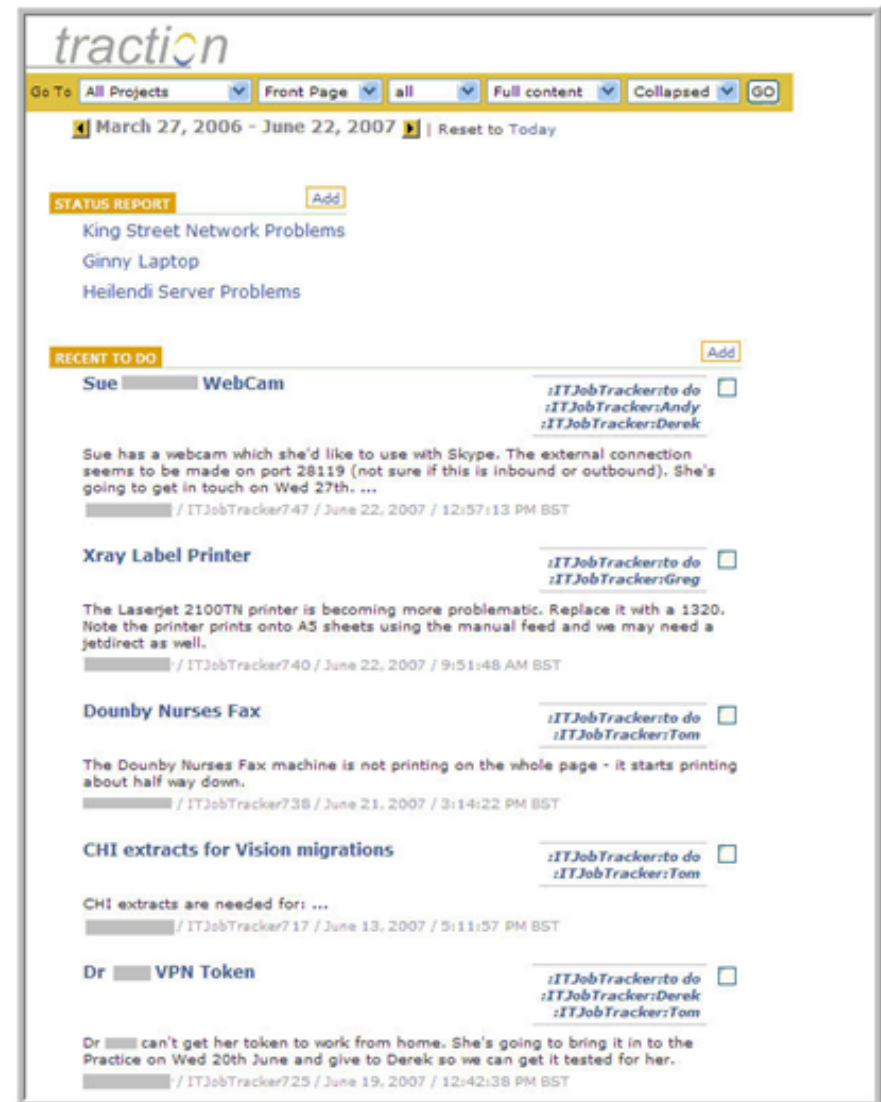 traction
Go To All Projects Front Page all Full content Collapsed GO
March 27, 2006 - June 22, 2007 | Reset to Today
STATUS REPORT Add
King Street Network Problems
Ginny Laptop
Heilendi Server Problems
RECENT TO DO Add
Sue WebCam
:ITJobTracker:to do
:ITJobTracker:Andy
:ITJobTracker:Derek
Sue has a webcam which she'd like to use with Skype. The external connection
seems to be made on port 28119 (not sure if this is inbound or outbound). She's
going to get in touch on Wed 27th. ...
/ ITJobTracker747 / June 22, 2007 / 12:57:13 PM BST
Xray Label Printer
:ITJobTracker:to do
:ITJobTracker:Greg
The Laserjet 2100TN printer is becoming more problematic. Replace it with a 1320.
Note the printer prints onto A5 sheets using the manual feed and we may need a
jetdirect as well.
/ ITJobTracker740 / June 22, 2007 / 9:51:48 AM BST
Dounby Nurses Fax
:ITJobTracker:to do
:ITJobTracker:Tom
The Dounby Nurses Fax machine is not printing on the whole page - it starts printing
about half way down.
/ ITJobTracker738 / June 21, 2007 / 3:14:22 PM BST
CHI extracts for Vision migrations
:ITJobTracker:to do
:ITJobTracker:Tom
CHI extracts are needed for: ...
/ ITJobTracker717 / June 13, 2007 / 5:11:57 PM BST
Dr VPN Token
:ITJobTracker:to do
:ITJobTracker:Derek
:ITJobTracker:Tom
Dr can't get her token to work from home. She's going to bring it in to the
Practice on Wed 20th June and give to Derek so we can get it tested for her.
/ ITJobTracker725 / June 19, 2007 / 12:42:38 PM BST